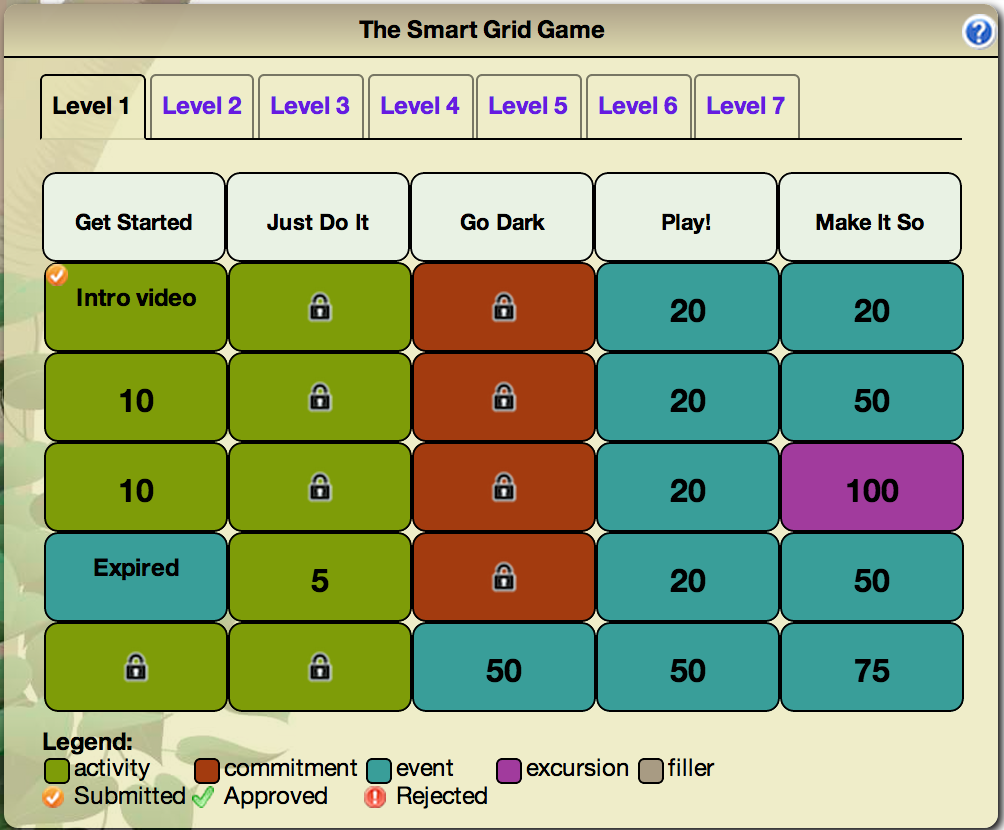 The Smart Grid Game
?
Level 1 Level 2 Level 3 Level 4 Level 5 Level 6 Level 7
Get Started Just Do It Go Dark Play! Make It So
Intro video 20 20
10 20 50
10 20 100
Expired 5 20 50
50 50 75
Legend:
activity commitment event excursion filler
Submitted Approved Rejected